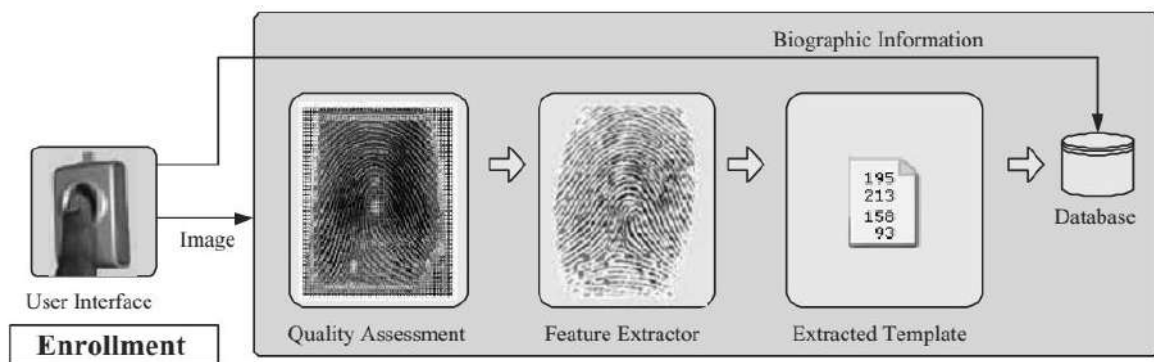 Biographic Information
195
213
158
93
Database
Image
User Interface
Quality Assessment
Feature Extractor
Extracted Template
Enrollment